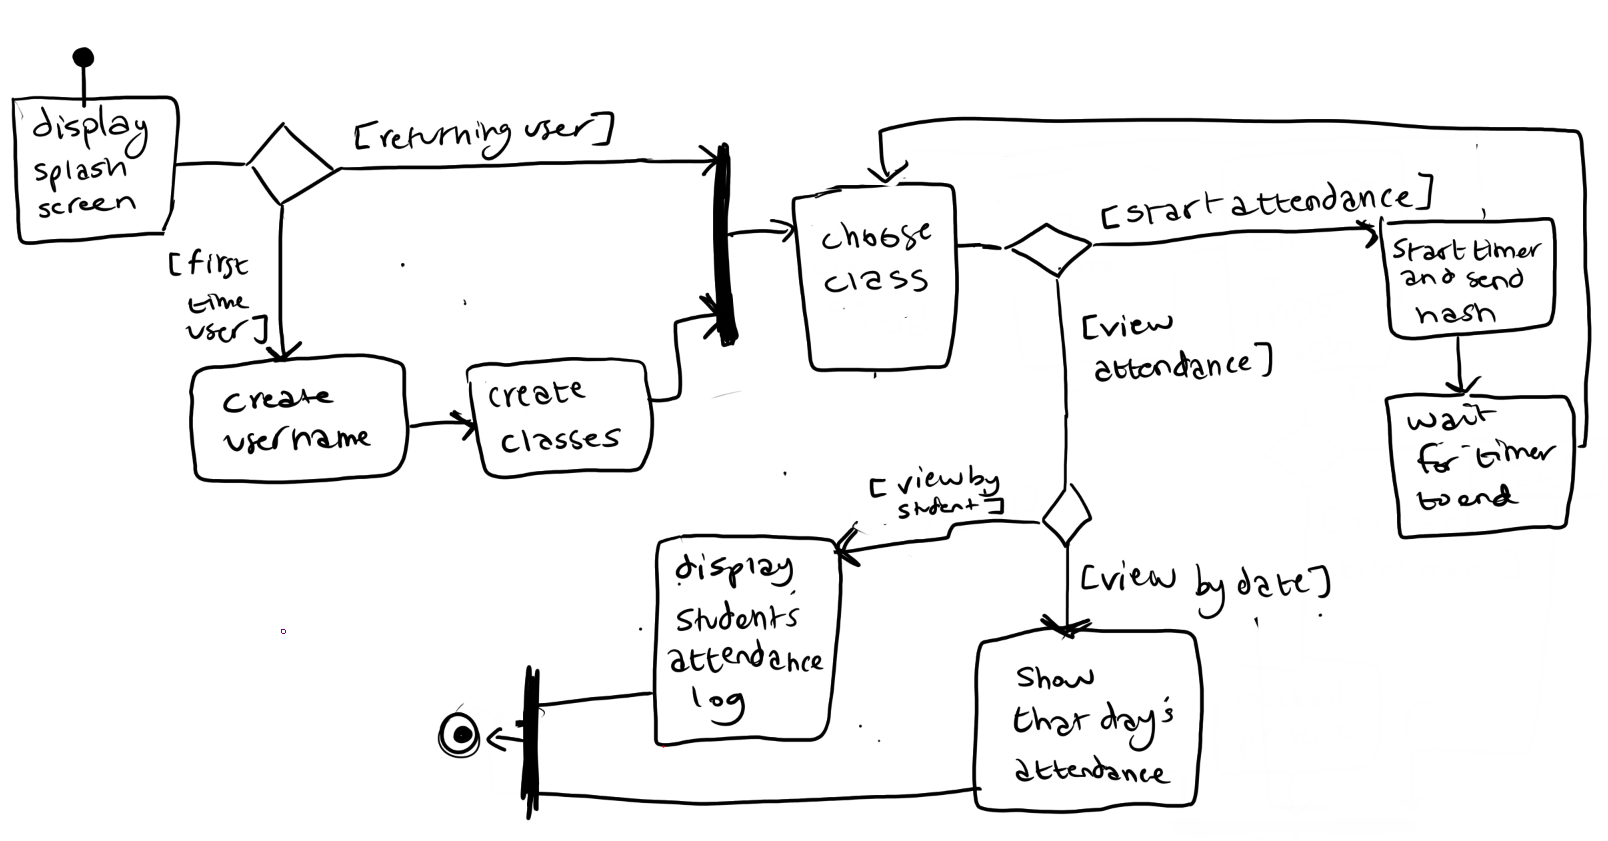 display
splash
screen
[returning user]
[first
time
user]
create
username
create
classes
choose
class
[start attendance]
start timer
and send
hash
wait
for timer
to end
[view
attendance]
[view by
student]
display
students
attendance
log
[view by date]
show
that day's
attendance